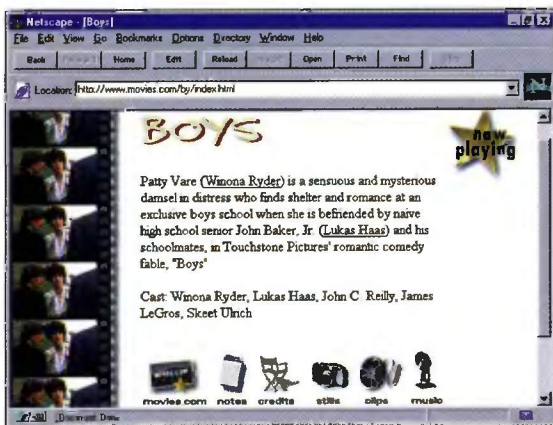 Netscape - [Boys]
File Edit View Go Bookmarks Options Directory Window Help
Back Home Edit Reload Open Print Find
Location: http://www.movies.com/by/index.html
BOYS
now
playing
Patty Vare (Winona Ryder) is a sensuous and mysterious
damsel in distress who finds shelter and romance at an
exclusive boys school when she is befriended by naive
high school senior John Baker, Jr. (Lukas Haas) and his
schoolmates, in Touchstone Pictures' romantic comedy
fable, "Boys"
Cast: Winona Ryder, Lukas Haas, John C. Reilly, James
LeGros, Skeet Ulrich
movies.com notes credits stills clips music
Document: Done